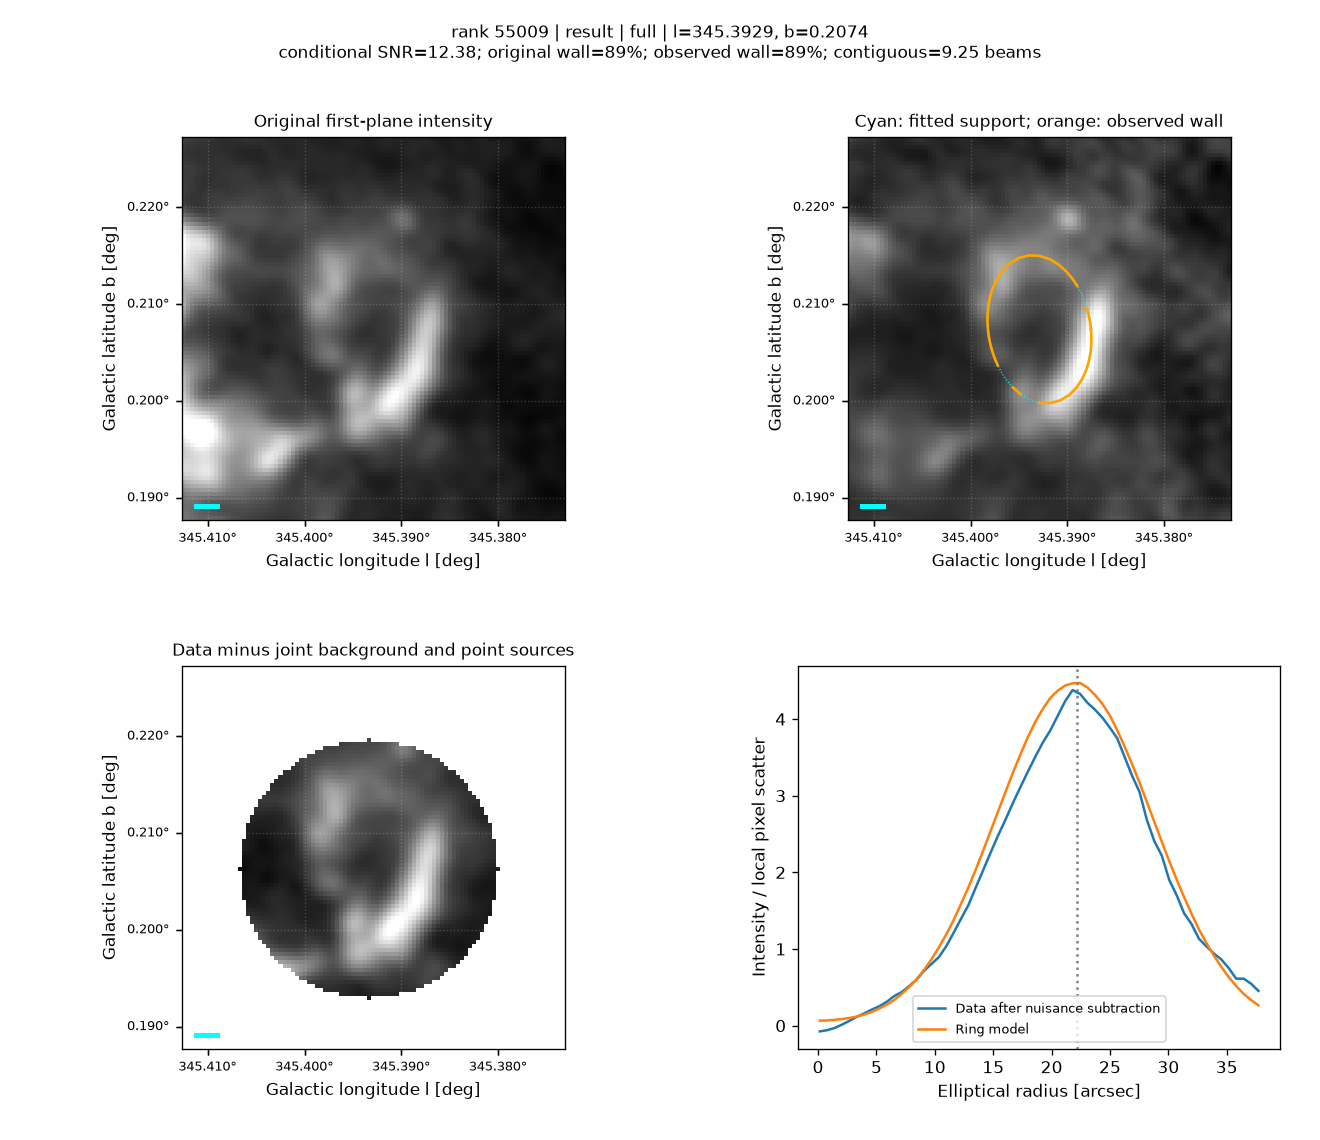 rank 55009 | result | full | l=345.3929, b=0.2074
conditional SNR=12.38; original wall=89%; observed wall=89%; contiguous=9.25 beams
Original first-plane intensity
0.220°
0.210°
0.200°
0.190°
Galactic latitude b [deg]
345.410° 345.400° 345.390° 345.380°
Galactic longitude l [deg]
Cyan: fitted support; orange: observed wall
0.220°
0.210°
0.200°
0.190°
Galactic latitude b [deg]
345.410° 345.400° 345.390° 345.380°
Galactic longitude l [deg]
Data minus joint background and point sources
0.220°
0.210°
0.200°
0.190°
Galactic latitude b [deg]
345.410° 345.400° 345.390° 345.380°
Galactic longitude l [deg]
4
3
2
1
0
Intensity / local pixel scatter
Data after nuisance subtraction
Ring model
0 5 10 15 20 25 30 35
Elliptical radius [arcsec]